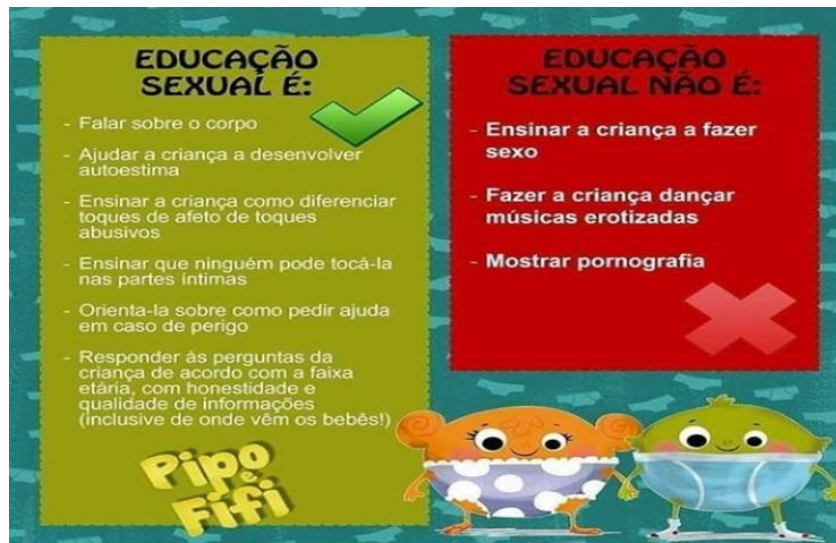 EDUCAÇÃO
SEXUAL É:
- Falar sobre o corpo
- Ajudar a criança a desenvolver
autoestima
- Ensinar a criança como diferenciar
toques de afeto de toques
abusivos
- Ensinar que ninguém pode tocá-la
nas partes íntimas
- Orienta-la sobre como pedir ajuda
em caso de perigo
- Responder às perguntas da
criança de acordo com a faixa
etária, com honestidade e
qualidade de informações
(inclusive de onde vêm os bebês!)
Pipo
e
Fifi
EDUCAÇÃO
SEXUAL NÃO É:
- Ensinar a criança a fazer
sexo
- Fazer a criança dançar
músicas erotizadas
- Mostrar pornografia